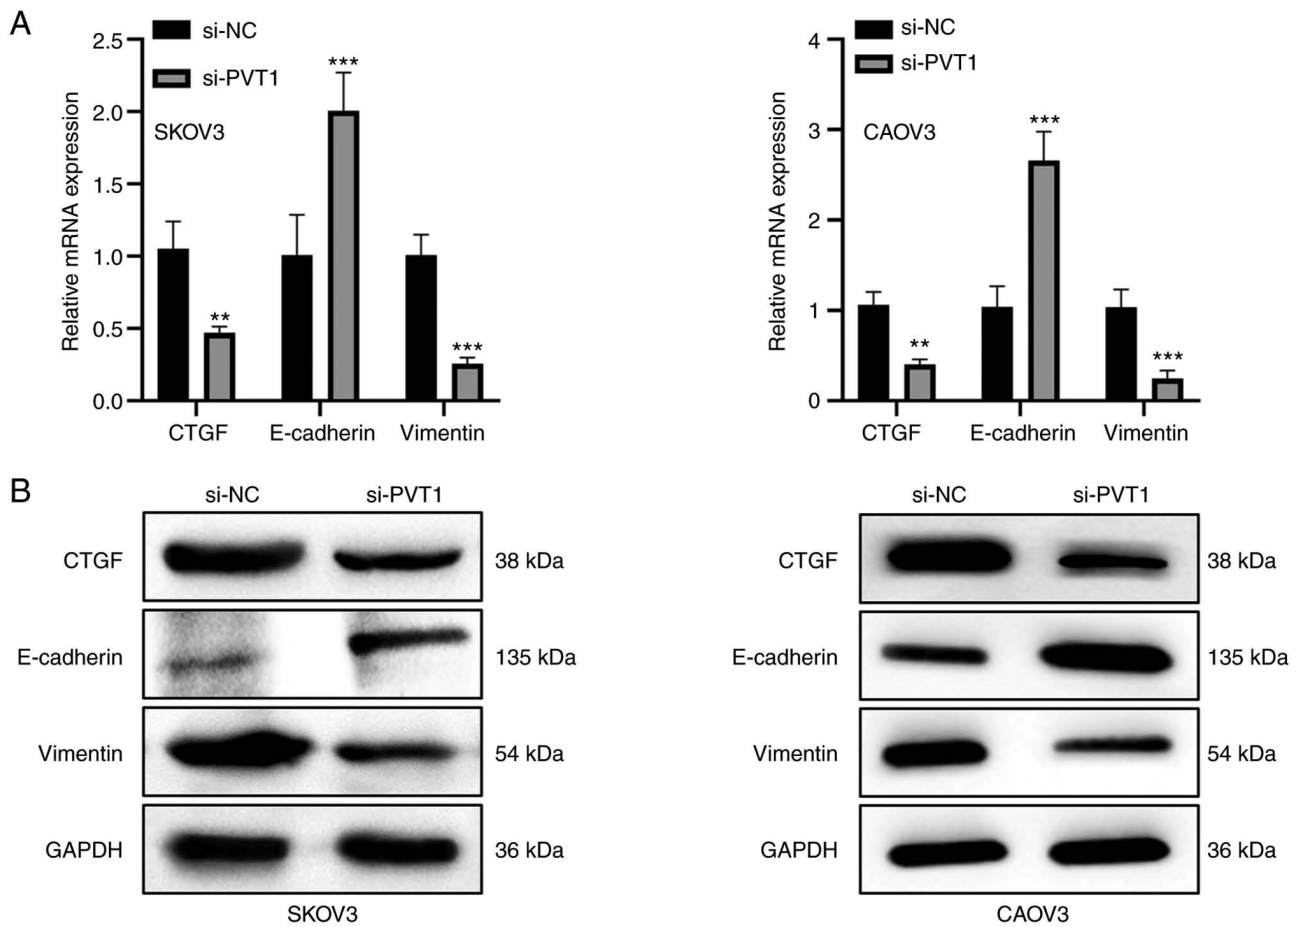 A
si-NC
si-PVT1
SKOV3
Relative mRNA expression
2.5
2.0
1.5
1.0
0.5
0.0
***
**
***
CTGF E-cadherin Vimentin
si-NC
si-PVT1
CAOV3
Relative mRNA expression
4
3
2
1
0
***
**
***
CTGF E-cadherin Vimentin
B
si-NC si-PVT1
CTGF 38 kDa
E-cadherin 135 kDa
Vimentin 54 kDa
GAPDH 36 kDa
SKOV3
si-NC si-PVT1
CTGF 38 kDa
E-cadherin 135 kDa
Vimentin 54 kDa
GAPDH 36 kDa
CAOV3